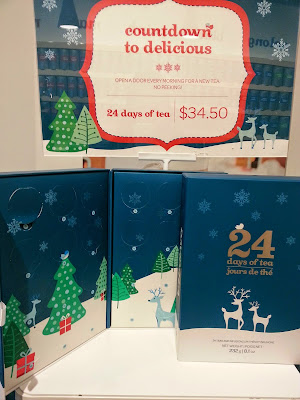 countdown
to delicious
OPEN A DOOR EVERY MORNING FOR A NEW TEA.
NO PEEKING!
24 days of tea $34.50
24
days of tea
jours de thé